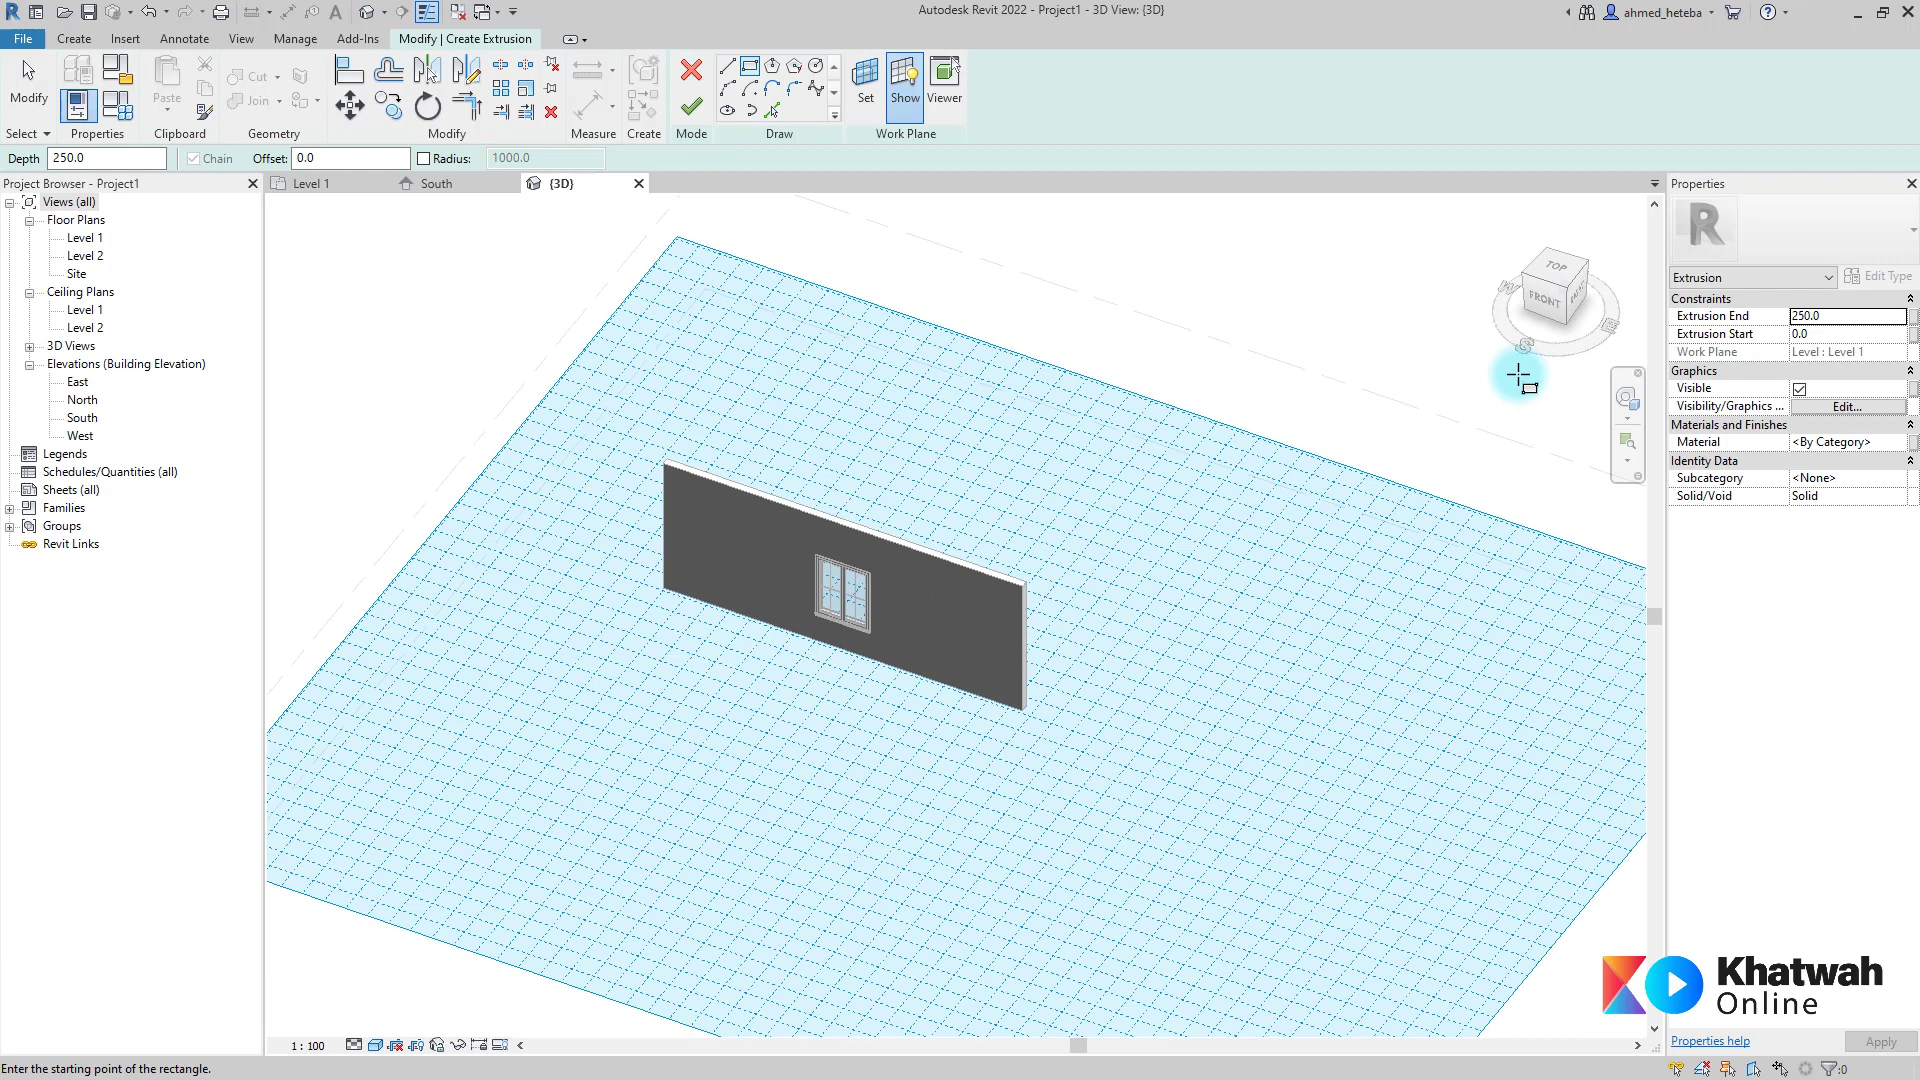 Autodesk Revit 2022 - Project1 - 3D View: {3D}
ahmed_heteba
File Create Insert Annotate View Manage Add-Ins Modify | Create Extrusion
Modify
Paste
Cut
Join
Set
Show
Viewer
Select Properties Clipboard Geometry Modify Measure Create Mode Draw Work Plane
Depth 250.0 Chain Offset: 0.0 Radius: 1000.0
Project Browser - Project1
Level 1 South {3D}
Views (all)
Floor Plans
Level 1
Level 2
Site
Ceiling Plans
Level 1
Level 2
3D Views
Elevations (Building Elevation)
East
North
South
West
Legends
Schedules/Quantities (all)
Sheets (all)
Families
Groups
Revit Links
TOP
FRONT
W
S
E
Properties
R
Extrusion Edit Type
Constraints
Extrusion End 250.0
Extrusion Start 0.0
Work Plane Level : Level 1
Graphics
Visible
Visibility/Graphics ... Edit...
Materials and Finishes
Material <By Category>
Identity Data
Subcategory <None>
Solid/Void Solid
Khatwah
Online
Properties help Apply
1 : 100
Enter the starting point of the rectangle.
:0